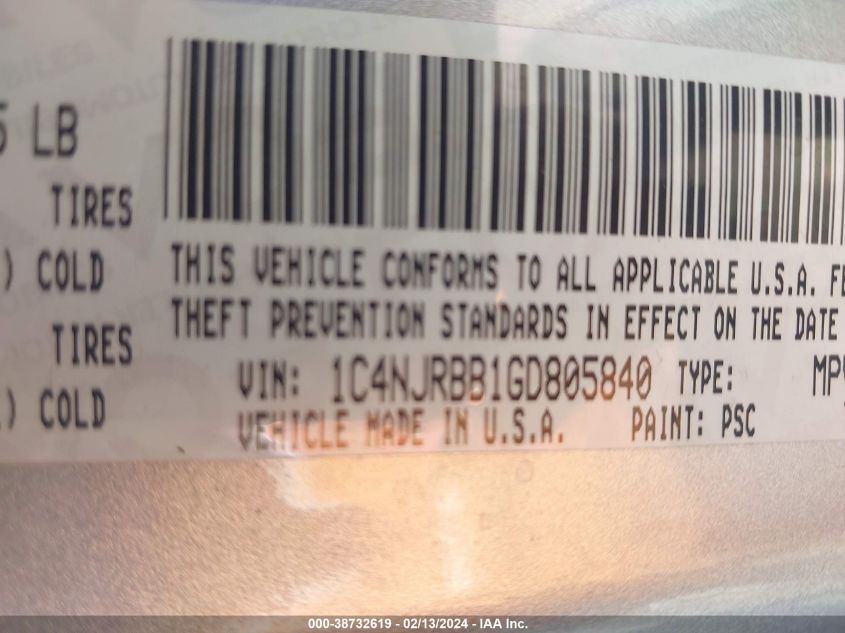 5 LB
TIRES
) COLD
TIRES
) COLD
THIS VEHICLE CONFORMS TO ALL APPLICABLE U.S.A. FE
THEFT PREVENTION STANDARDS IN EFFECT ON THE DATE
VIN: 1C4NJRBB1GD805840 TYPE: MPV
VEHICLE MADE IN U.S.A. PAINT: PSC
000-38732619 - 02/13/2024 - IAA Inc.